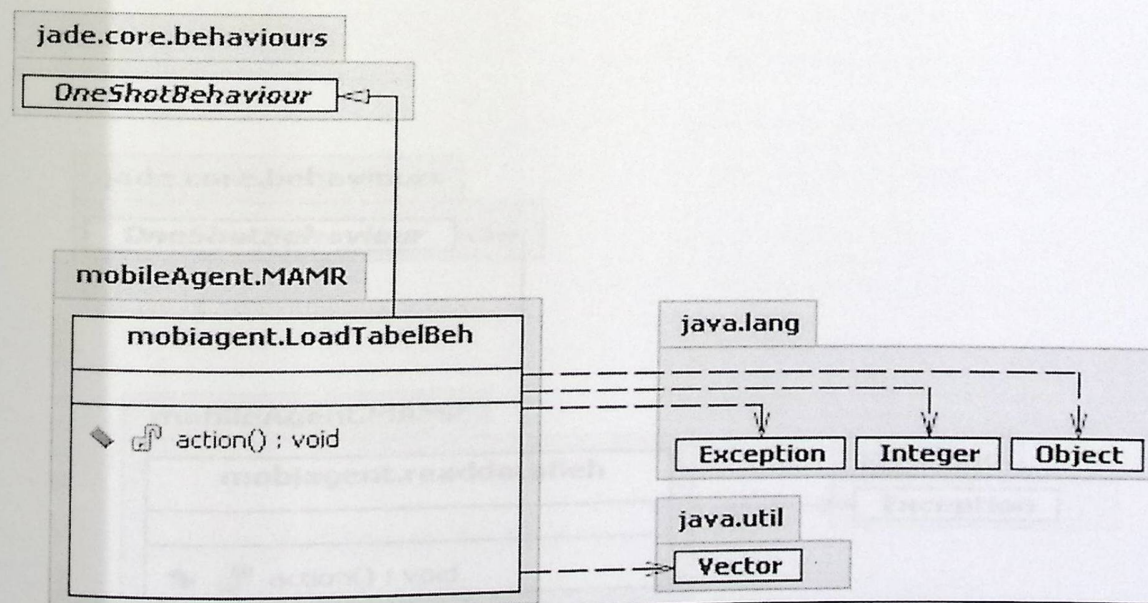 jade.core.behaviours
OneShotBehaviour
mobileAgent.MAMR
mobiagent.LoadTabelBeh
action() : void
java.lang
Exception
Integer
Object
java.util
Vector